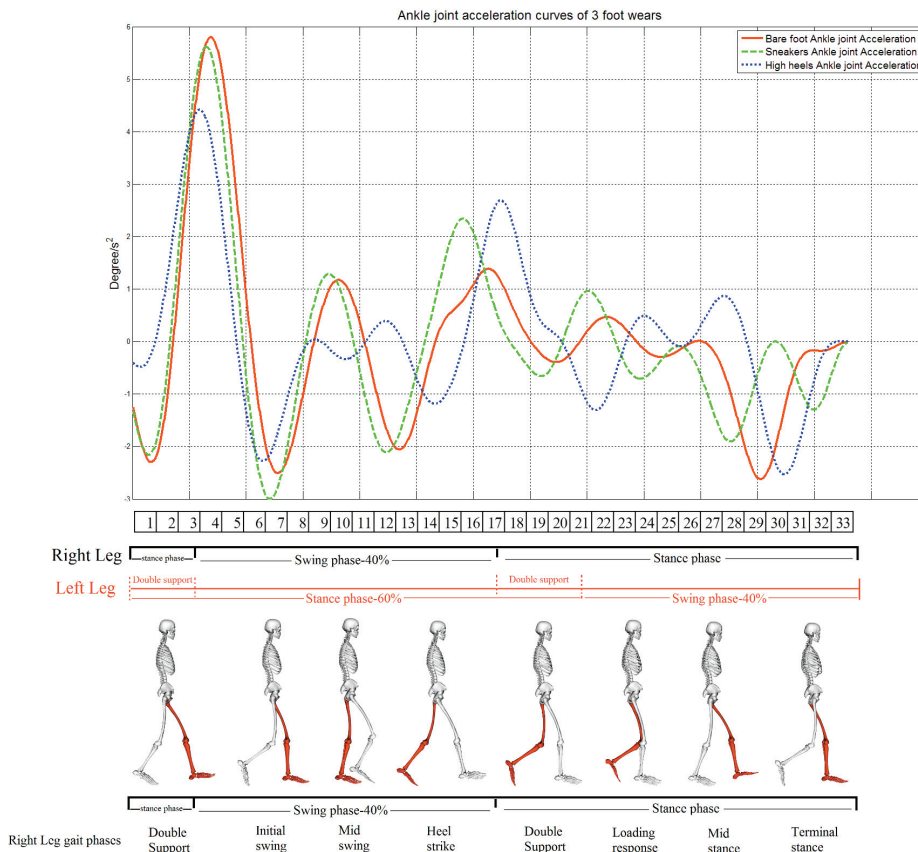 Ankle joint acceleration curves of 3 foot wears
Bare foot Ankle joint Acceleration
Sneakers Ankle joint Acceleration
High heels Ankle joint Acceleration
Degree/s²
6
5
4
3
2
1
0
-1
-2
-3
1 2 3 4 5 6 7 8 9 10 11 12 13 14 15 16 17 18 19 20 21 22 23 24 25 26 27 28 29 30 31 32 33
Right Leg stance phase Swing phase-40% Stance phase
Double support Double support
Left Leg Stance phase-60% Swing phase-40%
stance phase Swing phase-40% Stance phase
Right Leg gait phases Double Support Initial swing Mid swing Heel strike Double Support Loading response Mid stance Terminal stance